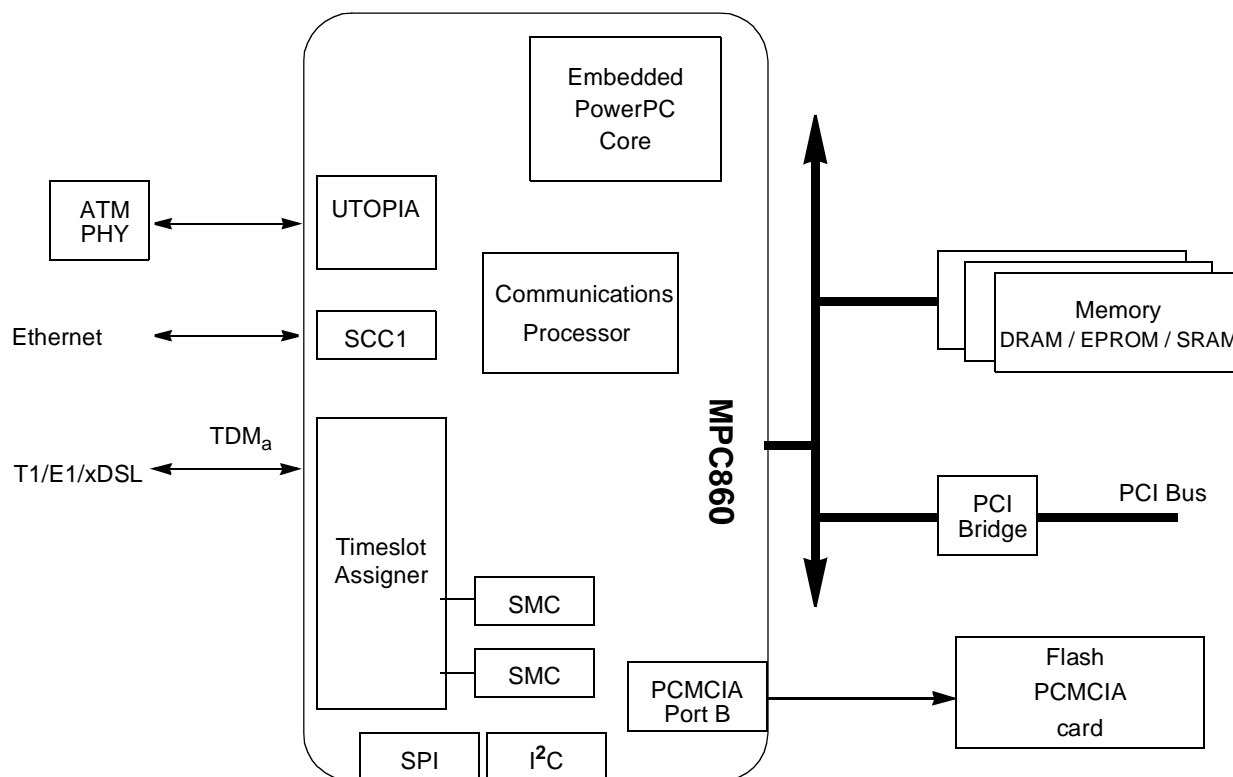 Embedded
PowerPC
Core
ATM
PHY
UTOPIA
Communications
Processor
Memory
DRAM / EPROM / SRAM
Ethernet
SCC1
MPC860
TDMa
T1/E1/xDSL
PCI
Bridge
PCI Bus
Timeslot
Assigner
SMC
SMC
PCMCIA
Port B
Flash
PCMCIA
card
SPI
I²C